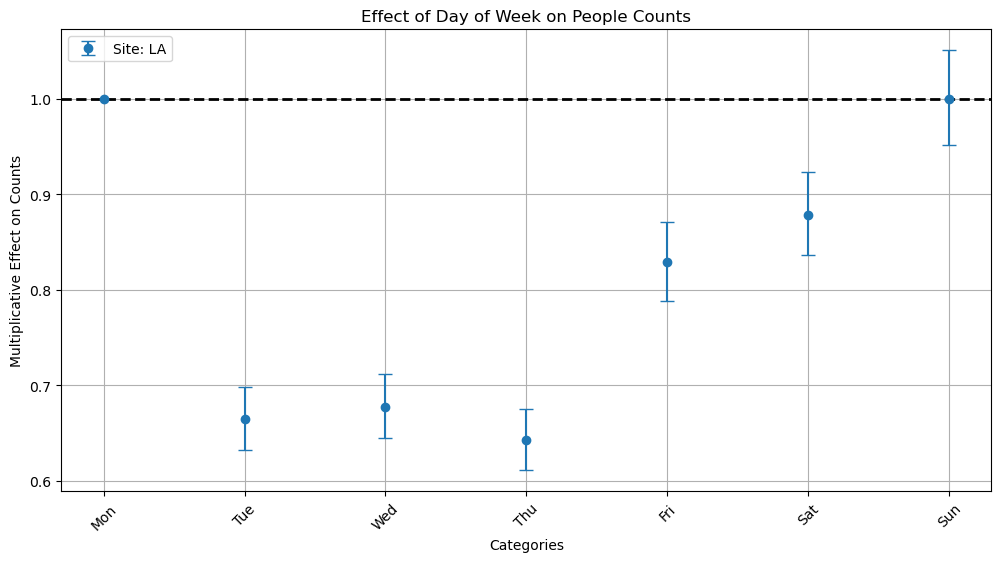 Effect of Day of Week on People Counts
Site: LA
Multiplicative Effect on Counts
1.0
0.9
0.8
0.7
0.6
Mon
Tue
Wed
Thu
Fri
Sat
Sun
Categories